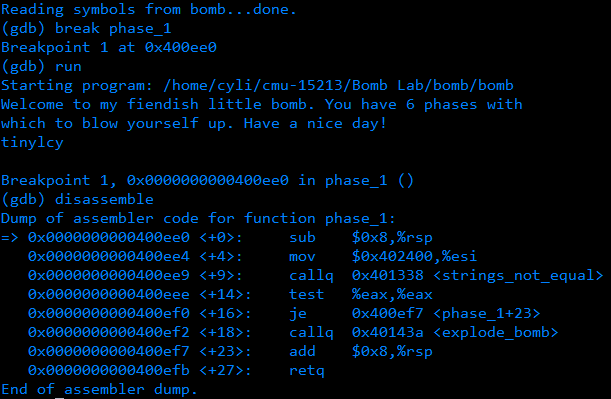 Reading symbols from bomb...done.
(gdb) break phase_1
Breakpoint 1 at 0x400ee0
(gdb) run
Starting program: /home/cyli/cmu-15213/Bomb Lab/bomb/bomb
Welcome to my fiendish little bomb. You have 6 phases with
which to blow yourself up. Have a nice day!
tinylcy
Breakpoint 1, 0x0000000000400ee0 in phase_1 ()
(gdb) disassemble
Dump of assembler code for function phase_1:
=> 0x0000000000400ee0 <+0>:     sub    $0x8,%rsp
   0x0000000000400ee4 <+4>:     mov    $0x402400,%esi
   0x0000000000400ee9 <+9>:     callq  0x401338 <strings_not_equal>
   0x0000000000400eee <+14>:    test   %eax,%eax
   0x0000000000400ef0 <+16>:    je     0x400ef7 <phase_1+23>
   0x0000000000400ef2 <+18>:    callq  0x40143a <explode_bomb>
   0x0000000000400ef7 <+23>:    add    $0x8,%rsp
   0x0000000000400efb <+27>:    retq
End of assembler dump.